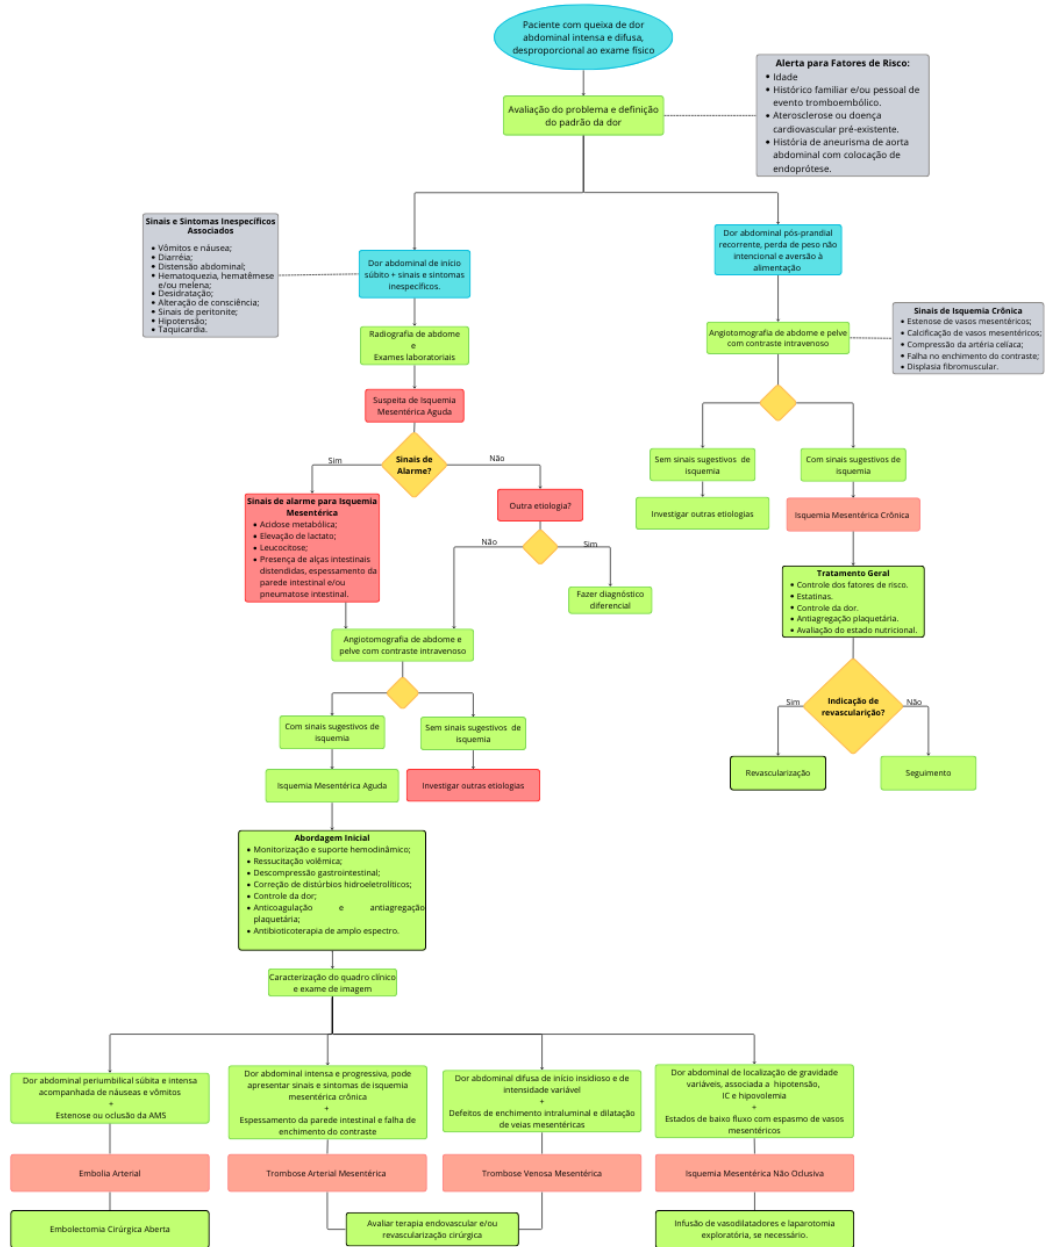 Paciente com queixa de dor
abdominal intensa e difusa,
desproporcional ao exame físico
Avaliação do problema e definição
do padrão da dor
Alerta para Fatores de Risco:
• Idade
• Histórico familiar e/ou pessoal de
evento tromboembólico.
• Aterosclerose ou doença
cardiovascular pré-existente.
• História de aneurisma de aorta
abdominal com colocação de
endoprótese.
Sinais e Sintomas Inespecíficos
Associados
• Vômitos e náusea;
• Diarréia;
• Distensão abdominal;
• Hematoquezia, hematêmese
e/ou melena;
• Desidratação;
• Alteração de consciência;
• Sinais de peritonite;
• Hipotensão;
• Taquicardia.
Dor abdominal de início
súbito + sinais e sintomas
inespecíficos.
Radiografia de abdome
e
Exames laboratoriais
Suspeita de Isquemia
Mesentérica Aguda
Sinais de
Alarme?
Sim
Não
Sinais de alarme para Isquemia
Mesentérica
• Acidose metabólica;
• Elevação de lactato;
• Leucocitose;
• Presença de alças intestinais
distendidas, espessamento da
parede intestinal e/ou
pneumatose intestinal.
Outra etiologia?
Não
Sim
Fazer diagnóstico
diferencial
Angiotomografia de abdome e
pelve com contraste intravenoso
Com sinais sugestivos de
isquemia
Sem sinais sugestivos de
isquemia
Isquemia Mesentérica Aguda
Investigar outras etiologias
Dor abdominal pós-prandial
recorrente, perda de peso não
intencional e aversão à
alimentação
Angiotomografia de abdome e pelve
com contraste intravenoso
Sinais de Isquemia Crônica
• Estenose de vasos mesentéricos;
• Calcificação de vasos mesentéricos;
• Compressão da artéria celíaca;
• Falha no enchimento do contraste;
• Displasia fibromuscular.
Sem sinais sugestivos de
isquemia
Com sinais sugestivos de
isquemia
Investigar outras etiologias
Isquemia Mesentérica Crônica
Tratamento Geral
• Controle dos fatores de risco.
• Estatinas.
• Controle da dor.
• Antiagregação plaquetária.
• Avaliação do estado nutricional.
Indicação de
revascularição?
Sim
Não
Revascularização
Seguimento
Abordagem Inicial
• Monitorização e suporte hemodinâmico;
• Ressucitação volêmica;
• Descompressão gastrointestinal;
• Correção de distúrbios hidroeletrolíticos;
• Controle da dor;
• Anticoagulação e antiagregação
plaquetária;
• Antibioticoterapia de amplo espectro.
Caracterização do quadro clínico
e exame de imagem
Dor abdominal periumbilical súbita e intensa
acompanhada de náuseas e vômitos
+
Estenose ou oclusão da AMS
Dor abdominal intensa e progressiva, pode
apresentar sinais e sintomas de isquemia
mesentérica crônica
+
Espessamento da parede intestinal e falha de
enchimento do contraste
Dor abdominal difusa de início insidioso e de
intensidade variável
+
Defeitos de enchimento intraluminal e dilatação
de veias mesentéricas
Dor abdominal de localização de gravidade
variáveis, associada a hipotensão,
IC e hipovolemia
+
Estados de baixo fluxo com espasmo de vasos
mesentéricos
Embolia Arterial
Trombose Arterial Mesentérica
Trombose Venosa Mesentérica
Isquemia Mesentérica Não Oclusiva
Embolectomia Cirúrgica Aberta
Avaliar terapia endovascular e/ou
revascularização cirúrgica
Infusão de vasodilatadores e laparotomia
exploratória, se necessário.